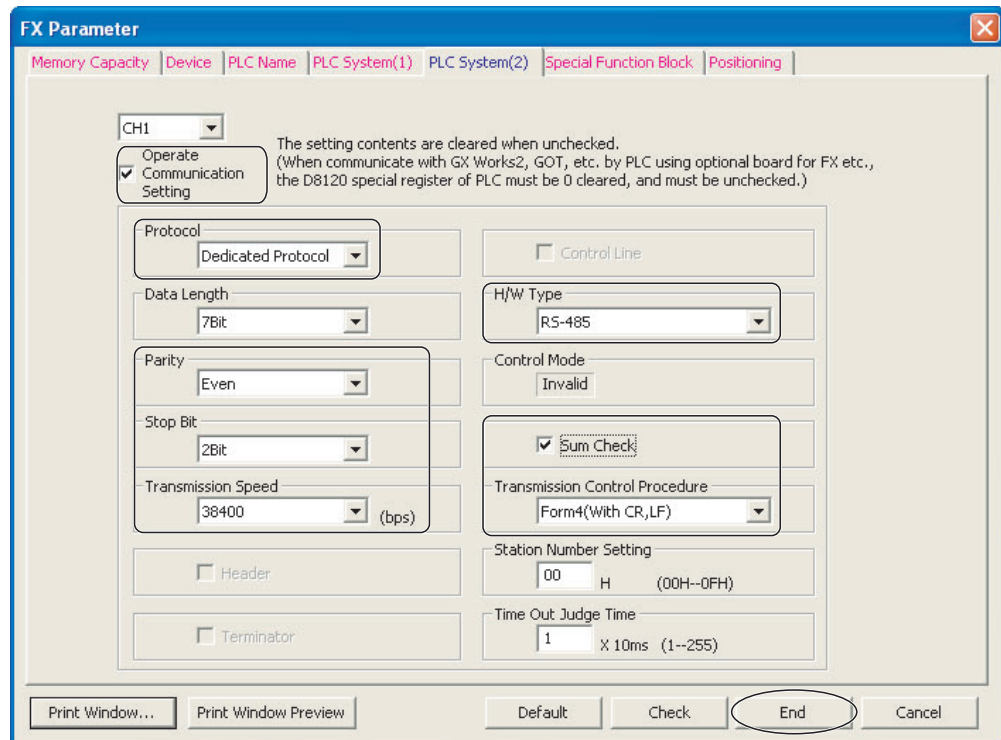 FX Parameter
Memory Capacity Device PLC Name PLC System(1) PLC System(2) Special Function Block Positioning
CH1
Operate Communication Setting
The setting contents are cleared when unchecked.
(When communicate with GX Works2, GOT, etc. by PLC using optional board for FX etc.,
the D8120 special register of PLC must be 0 cleared, and must be unchecked.)
Protocol
Dedicated Protocol
Control Line
Data Length
7Bit
H/W Type
RS-485
Parity
Even
Control Mode
Invalid
Stop Bit
2Bit
Sum Check
Transmission Speed
38400 (bps)
Transmission Control Procedure
Form4(With CR,LF)
Header
Station Number Setting
00 H (00H--0FH)
Terminator
Time Out Judge Time
1 X 10ms (1--255)
Print Window... Print Window Preview Default Check End Cancel